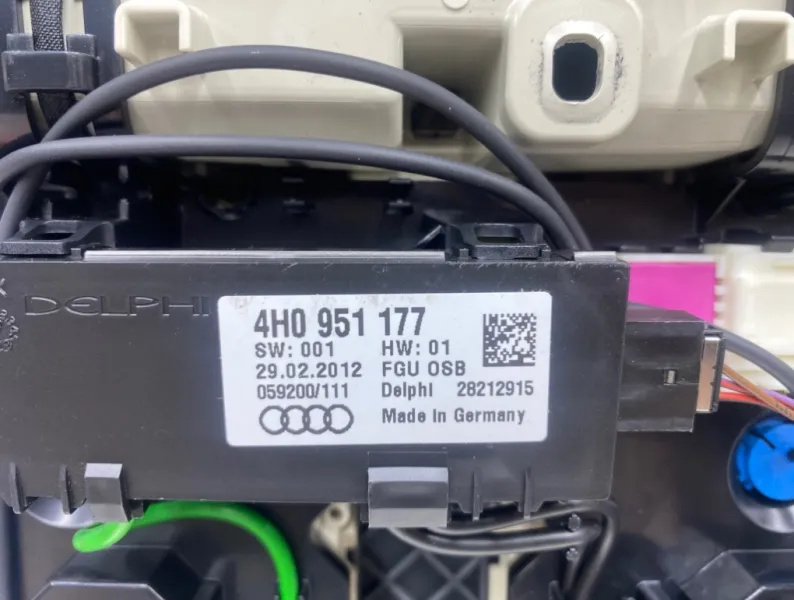 DELPHI
4H0 951 177
SW: 001 HW: 01
29.02.2012 FGU OSB
059200/111 Delphi 28212915
Made in Germany